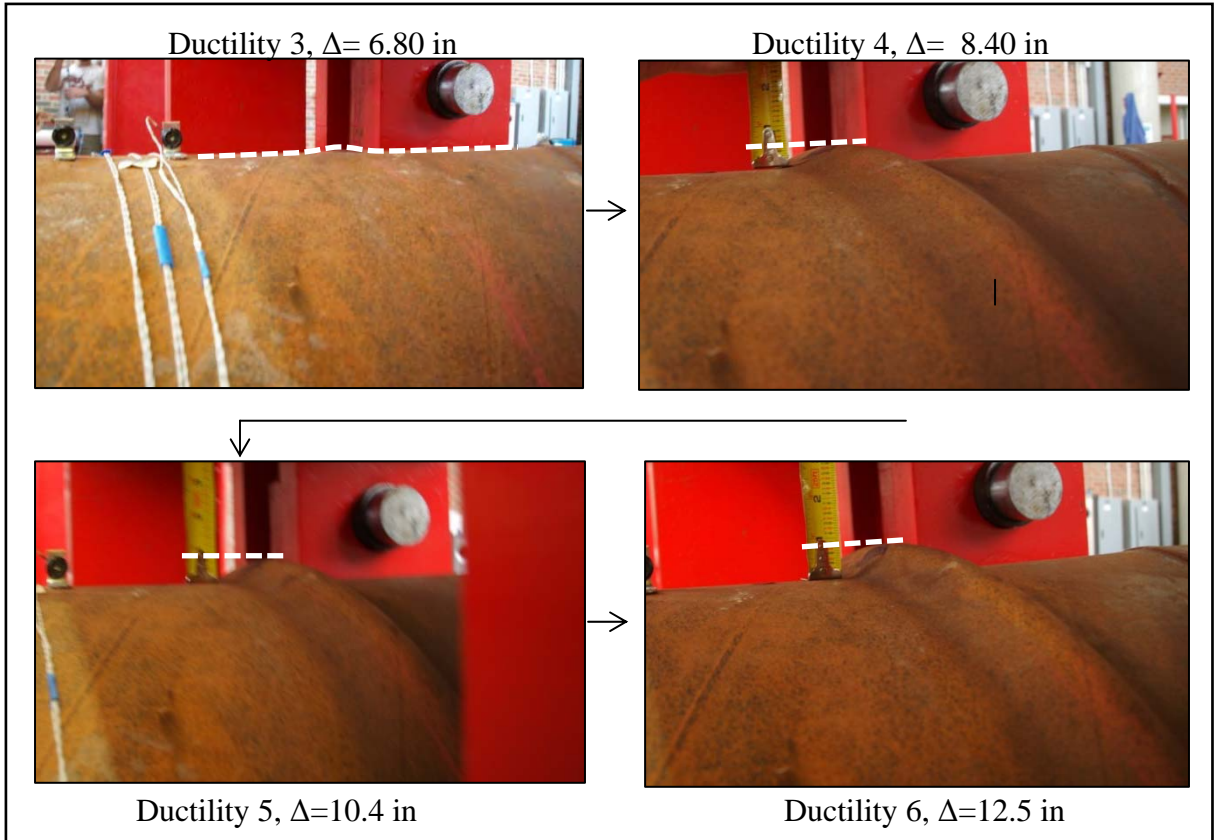 Ductility 3, Δ= 6.80 in
Ductility 4, Δ=  8.40 in
2
Ductility 5, Δ=10.4 in
Ductility 6, Δ=12.5 in